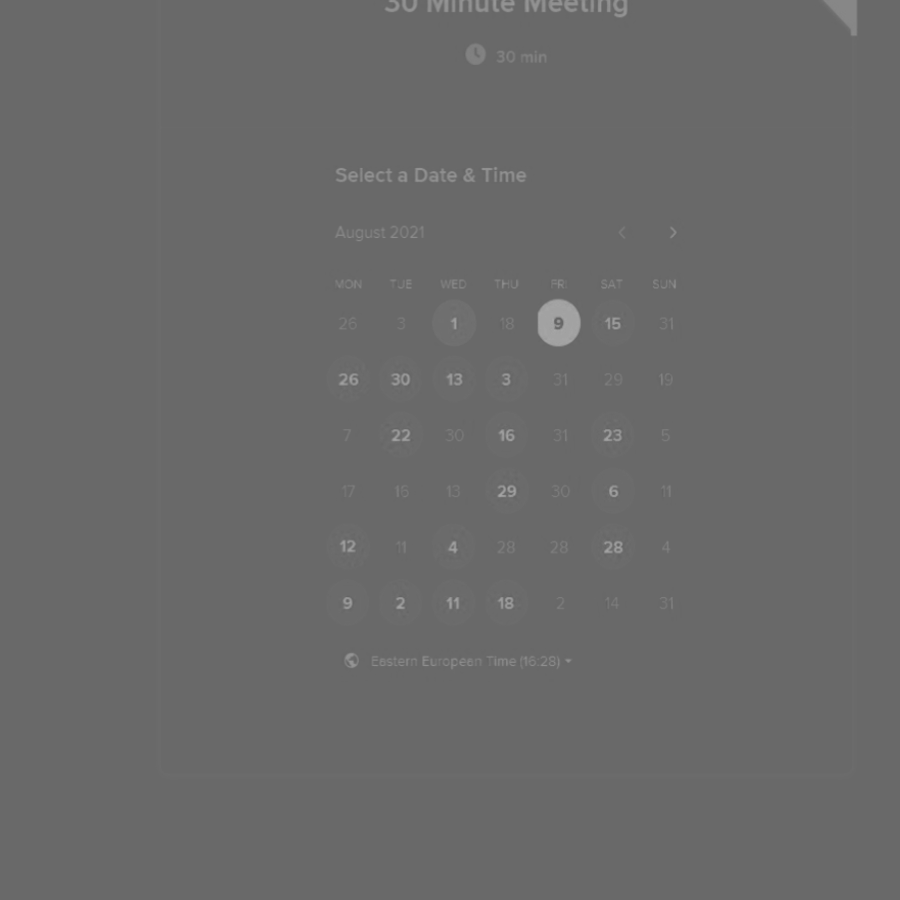 30 Minute Meeting
30 min
Select a Date & Time
August 2021
MON TUE WED THU FRI SAT SUN
26 3 1 18 9 15 31
26 30 13 3 31 29 19
7 22 30 16 31 23 5
17 16 13 29 30 6 11
12 11 4 28 28 28 4
9 2 11 18 2 14 31
Eastern European Time (16:28)